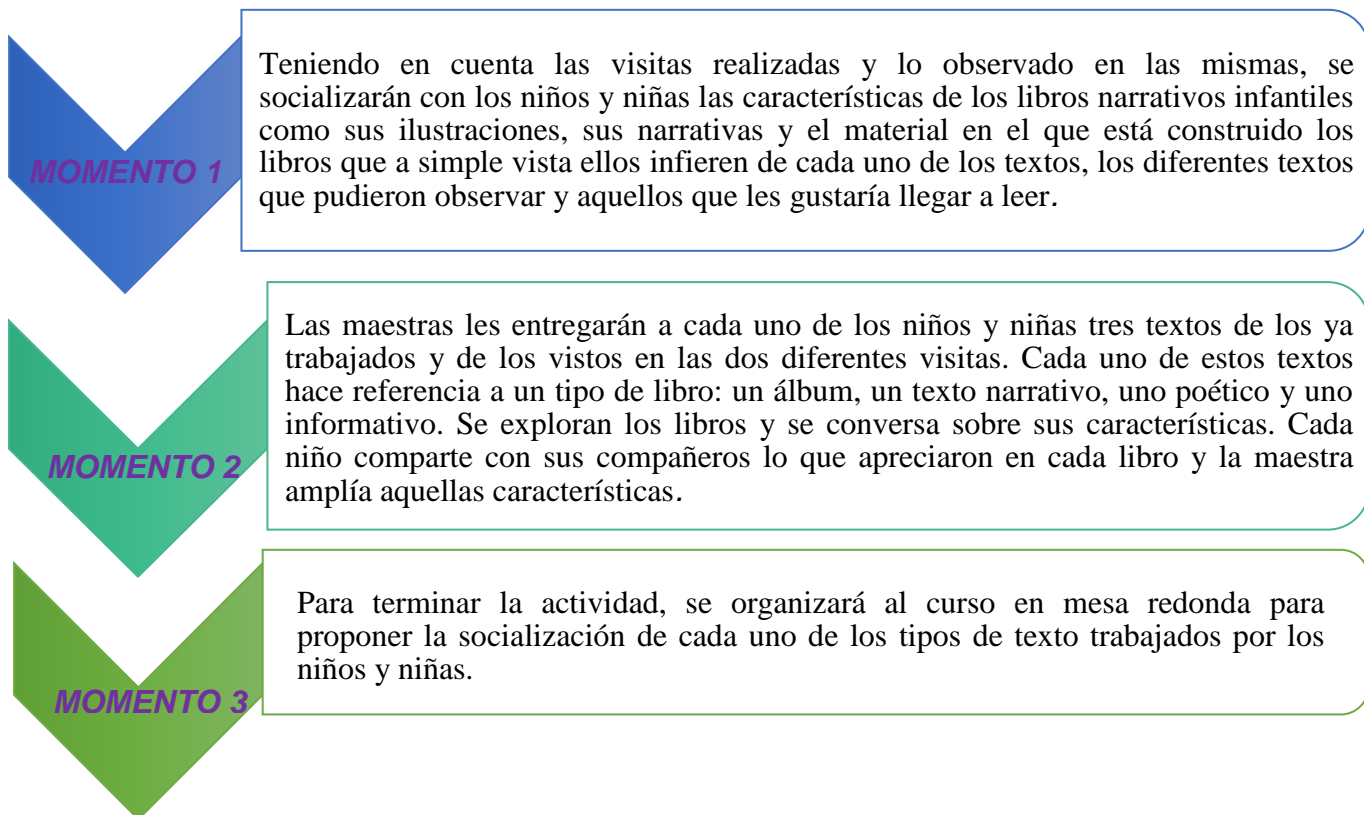 MOMENTO 1
Teniendo en cuenta las visitas realizadas y lo observado en las mismas, se
socializarán con los niños y niñas las características de los libros narrativos infantiles
como sus ilustraciones, sus narrativas y el material en el que está construido los
libros que a simple vista ellos infieren de cada uno de los textos, los diferentes textos
que pudieron observar y aquellos que les gustaría llegar a leer.
MOMENTO 2
Las maestras les entregarán a cada uno de los niños y niñas tres textos de los ya
trabajados y de los vistos en las dos diferentes visitas. Cada uno de estos textos
hace referencia a un tipo de libro: un álbum, un texto narrativo, uno poético y uno
informativo. Se exploran los libros y se conversa sobre sus características. Cada
niño comparte con sus compañeros lo que apreciaron en cada libro y la maestra
amplía aquellas características.
MOMENTO 3
Para terminar la actividad, se organizará al curso en mesa redonda para
proponer la socialización de cada uno de los tipos de texto trabajados por los
niños y niñas.